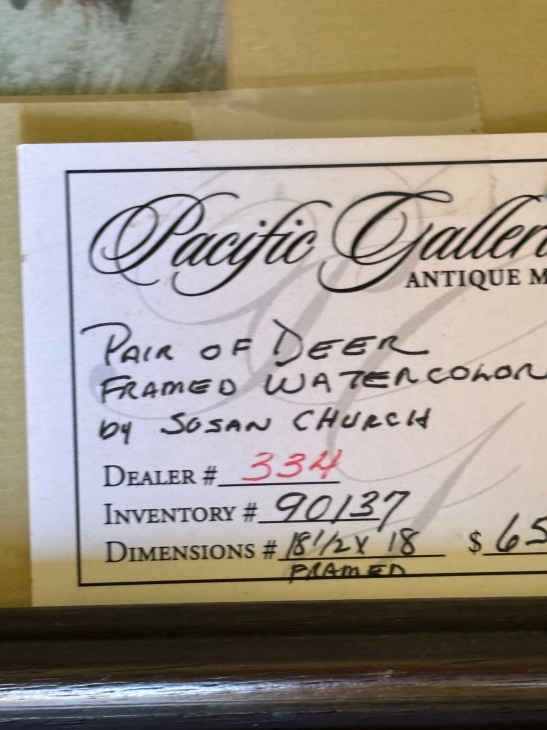 Pacific Galler
ANTIQUE M
PAIR OF DEER
FRAMED WATERCOLOR
by SUSAN CHURCH
DEALER # 334
INVENTORY # 90137
DIMENSIONS # 18 1/2 X 18 $ 65
FRAMED